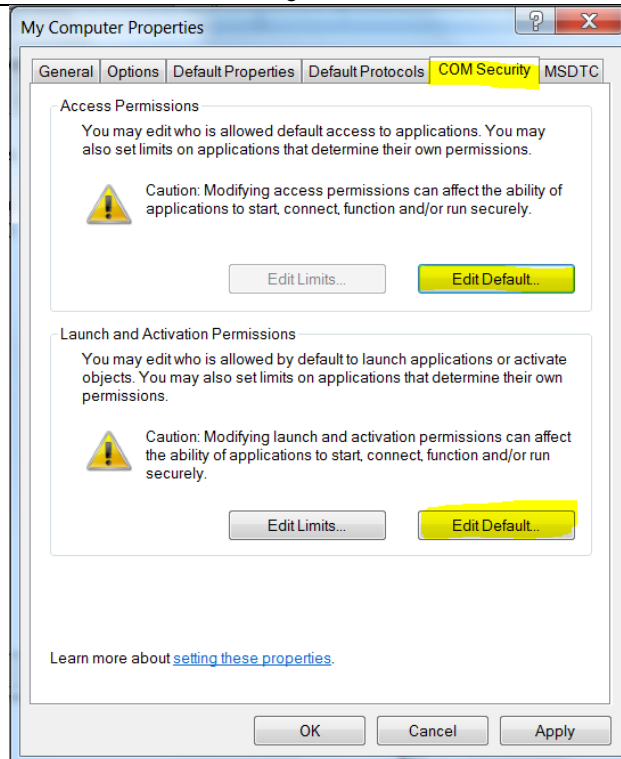 My Computer Properties
General Options Default Properties Default Protocols COM Security MSDTC
Access Permissions
You may edit who is allowed default access to applications. You may
also set limits on applications that determine their own permissions.
Caution: Modifying access permissions can affect the ability of
applications to start, connect, function and/or run securely.
Edit Limits... Edit Default...
Launch and Activation Permissions
You may edit who is allowed by default to launch applications or activate
objects. You may also set limits on applications that determine their own
permissions.
Caution: Modifying launch and activation permissions can affect
the ability of applications to start, connect, function and/or run
securely.
Edit Limits... Edit Default...
Learn more about setting these properties.
OK Cancel Apply